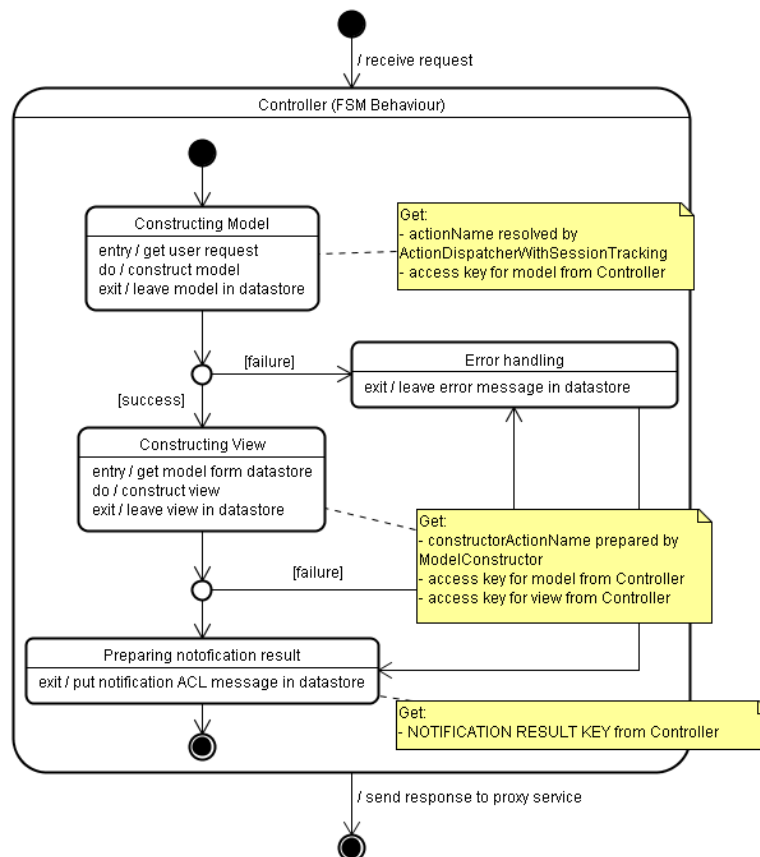 / receive request
Controller (FSM Behaviour)
Constructing Model
entry / get user request
do / construct model
exit / leave model in datastore
Get:
- actionName resolved by
ActionDispatcherWithSessionTracking
- access key for model from Controller
[failure]
Error handling
exit / leave error message in datastore
[success]
Constructing View
entry / get model form datastore
do / construct view
exit / leave view in datastore
Get:
- constructorActionName prepared by
ModelConstructor
- access key for model from Controller
- access key for view from Controller
[failure]
Preparing notofication result
exit / put notification ACL message in datastore
Get:
- NOTIFICATION RESULT KEY from Controller
/ send response to proxy service